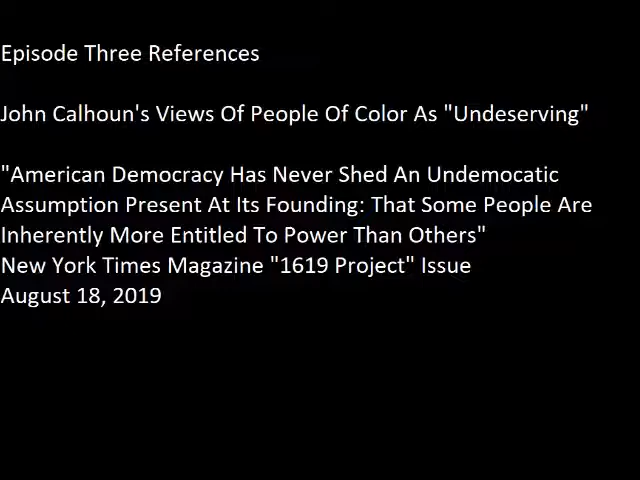 Episode Three References
John Calhoun's Views Of People Of Color As "Undeserving"
"American Democracy Has Never Shed An Undemocatic
Assumption Present At Its Founding: That Some People Are
Inherently More Entitled To Power Than Others"
New York Times Magazine "1619 Project" Issue
August 18, 2019